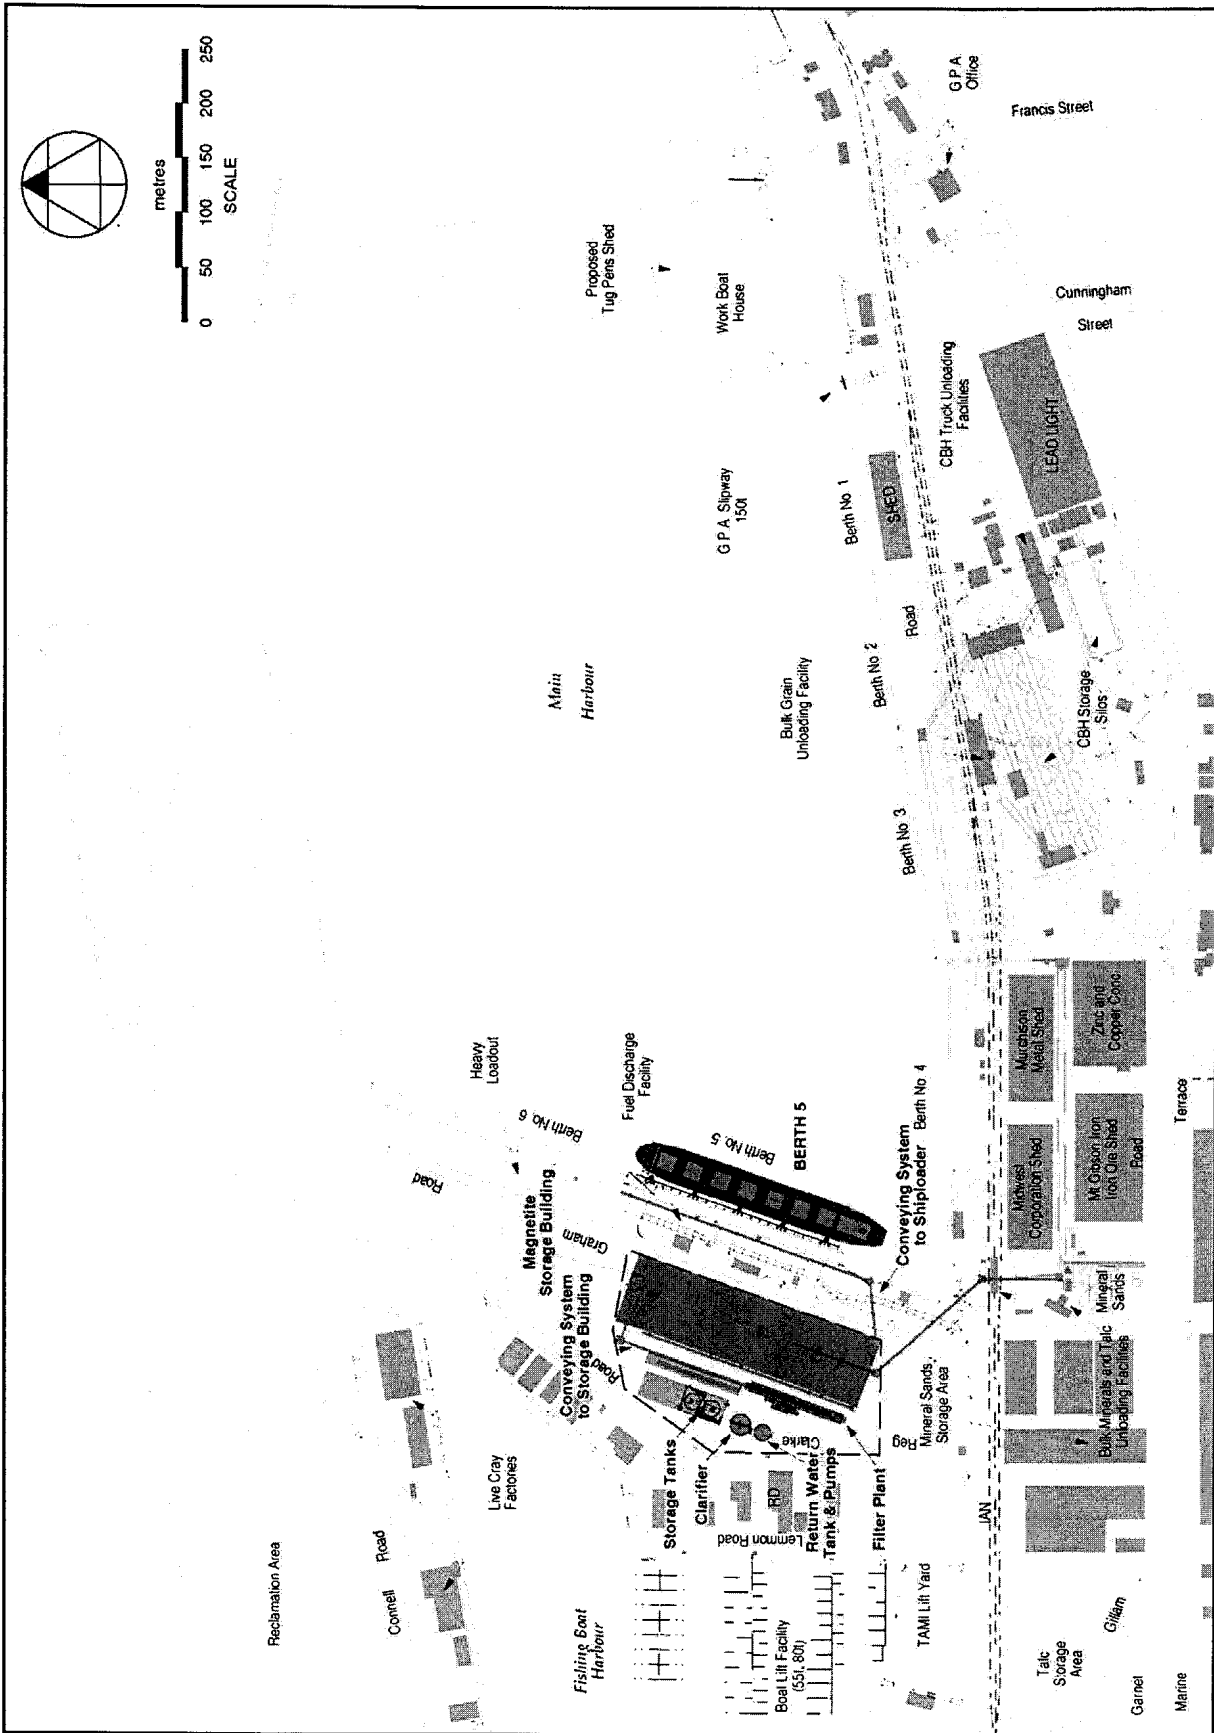 metres
0 50 100 150 200 250
SCALE
Reclamation Area
Connell
Road
Live Cray
Factories
Fishing Boat
Harbour
Heavy
Loadout
Berth No. 6
Road
Graham
Magnetite
Storage Building
Conveying System
to Storage Building
Road
Storage Tanks
Clarifier
Return Water
Tank & Pumps
Filter Plant
Clarke
Reg
RD
Lemmon Road
Boat Lift Facility
(55t, 80t)
TAMI Lift Yard
Fuel Discharge
Facility
Berth No. 5
BERTH 5
Conveying System
to Shiploader
Berth No. 4
Mineral Sands
Storage Area
Main
Harbour
Proposed
Tug Pens Shed
Work Boat
House
G P A Slipway
150t
Bulk Grain
Unloading Facility
Berth No 1
SHED
Berth No 2
Road
Berth No 3
CBH Truck Unloading
Facilities
LEAD LIGHT
CBH Storage
Silos
G P A
Office
Francis Street
Cunningham
Street
Murchison
Metal Shed
Zinc and
Copper Conc.
Midwest
Corporation Shed
Mt Gibson Iron
Iron Ore Shed
Road
Terrace
Mineral
Sands
Bulk Minerals and Talc
Unloading Facilities
IAN
Talc
Storage
Area
Gillam
Garnet
Marine